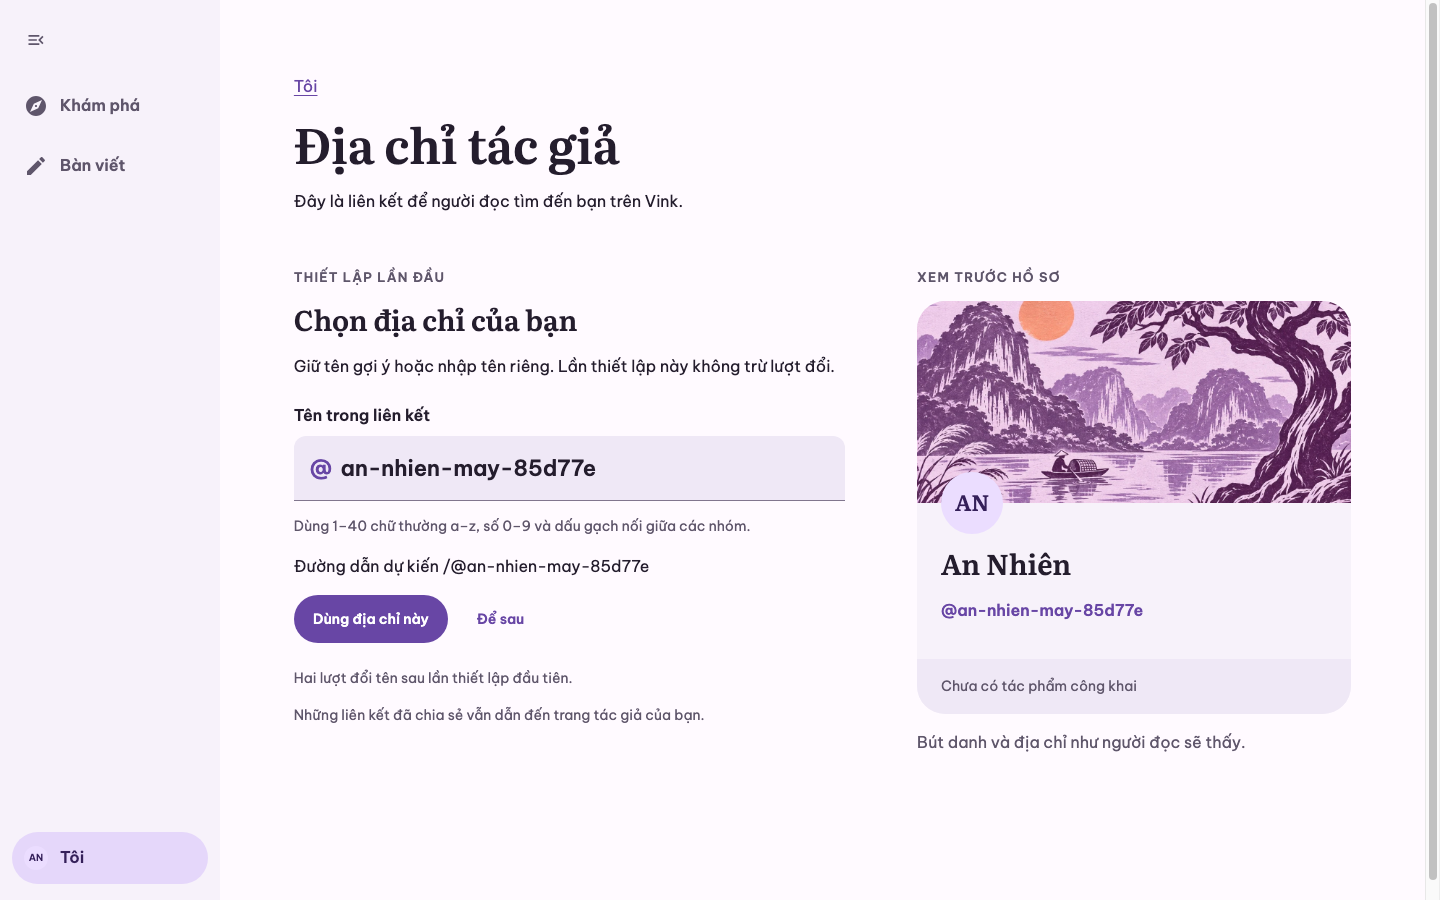 Khám phá
Bàn viết
AN
Tôi
Tôi
Địa chỉ tác giả
Đây là liên kết để người đọc tìm đến bạn trên Vink.
THIẾT LẬP LẦN ĐẦU
Chọn địa chỉ của bạn
Giữ tên gợi ý hoặc nhập tên riêng. Lần thiết lập này không trừ lượt đổi.
Tên trong liên kết
@ an-nhien-may-85d77e
Dùng 1–40 chữ thường a–z, số 0–9 và dấu gạch nối giữa các nhóm.
Đường dẫn dự kiến /@an-nhien-may-85d77e
Dùng địa chỉ này
Để sau
Hai lượt đổi tên sau lần thiết lập đầu tiên.
Những liên kết đã chia sẻ vẫn dẫn đến trang tác giả của bạn.
XEM TRƯỚC HỒ SƠ
AN
An Nhiên
@an-nhien-may-85d77e
Chưa có tác phẩm công khai
Bút danh và địa chỉ như người đọc sẽ thấy.